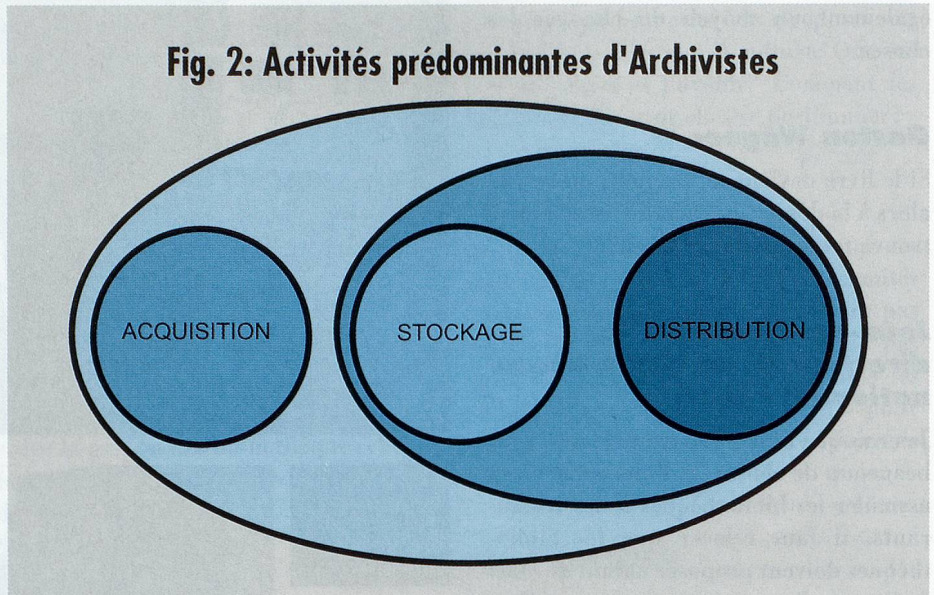 Fig. 2: Activités prédominantes d'Archivistes
ACQUISITION
STOCKAGE
DISTRIBUTION